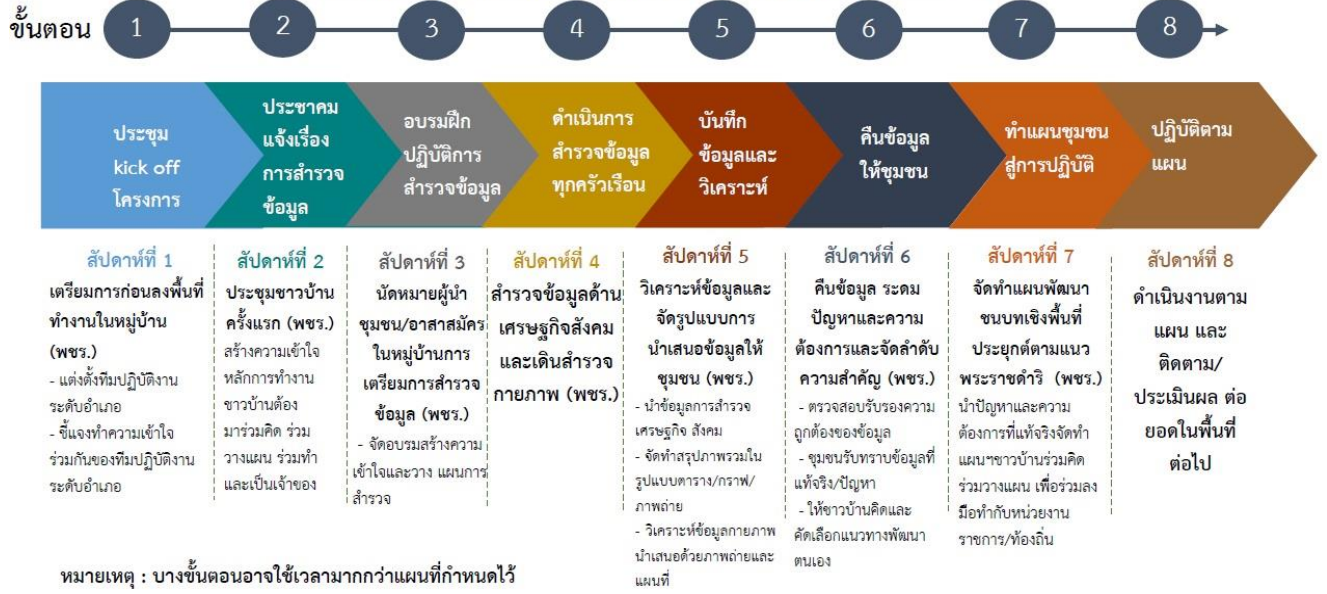 ขั้นตอน 1 2 3 4 5 6 7 8
ประชุม
kick off
โครงการ
ประชาคม
แจ้งเรื่อง
การสำรวจ
ข้อมูล
อบรมฝึก
ปฏิบัติการ
สำรวจข้อมูล
ดำเนินการ
สำรวจข้อมูล
ทุกครัวเรือน
บันทึก
ข้อมูลและ
วิเคราะห์
คืนข้อมูล
ให้ชุมชน
ทำแผนชุมชน
สู่การปฏิบัติ
ปฏิบัติตาม
แผน
สัปดาห์ที่ 1
เตรียมการก่อนลงพื้นที่
ทำงานในหมู่บ้าน
(พชร.)
- แต่งตั้งทีมปฏิบัติงาน
ระดับอำเภอ
- ชี้แจงทำความเข้าใจ
ร่วมกันของทีมปฏิบัติงาน
ระดับอำเภอ
สัปดาห์ที่ 2
ประชุมชาวบ้าน
ครั้งแรก (พชร.)
สร้างความเข้าใจ
หลักการทำงาน
ชาวบ้านต้อง
มาร่วมคิด ร่วม
วางแผน ร่วมทำ
และเป็นเจ้าของ
สัปดาห์ที่ 3
นัดหมายผู้นำ
ชุมชน/อาสาสมัคร
ในหมู่บ้านการ
เตรียมการสำรวจ
ข้อมูล (พชร.)
- จัดอบรมสร้างความ
เข้าใจและวาง แผนการ
สำรวจ
สัปดาห์ที่ 4
สำรวจข้อมูลด้าน
เศรษฐกิจสังคม
และเดินสำรวจ
กายภาพ (พชร.)
สัปดาห์ที่ 5
วิเคราะห์ข้อมูลและ
จัดรูปแบบการ
นำเสนอข้อมูลให้
ชุมชน (พชร.)
- นำข้อมูลการสำรวจ
เศรษฐกิจ สังคม
- จัดทำสรุปภาพรวมใน
รูปแบบตาราง/กราฟ/
ภาพถ่าย
- วิเคราะห์ข้อมูลกายภาพ
นำเสนอด้วยภาพถ่ายและ
แผนที่
สัปดาห์ที่ 6
คืนข้อมูล ระดม
ปัญหาและความ
ต้องการและจัดลำดับ
ความสำคัญ (พชร.)
- ตรวจสอบรับรองความ
ถูกต้องของข้อมูล
- ชุมชนรับทราบข้อมูลที่
แท้จริง/ปัญหา
- ให้ชาวบ้านคิดและ
คัดเลือกแนวทางพัฒนา
ตนเอง
สัปดาห์ที่ 7
จัดทำแผนพัฒนา
ชนบทเชิงพื้นที่
ประยุกต์ตามแนว
พระราชดำริ (พชร.)
นำปัญหาและความ
ต้องการที่แท้จริงจัดทำ
แผนฯชาวบ้านร่วมคิด
ร่วมวางแผน เพื่อร่วมลง
มือทำกับหน่วยงาน
ราชการ/ท้องถิ่น
สัปดาห์ที่ 8
ดำเนินงานตาม
แผน และ
ติดตาม/
ประเมินผล ต่อ
ยอดในพื้นที่
ต่อไป
หมายเหตุ : บางขั้นตอนอาจใช้เวลามากกว่าแผนที่กำหนดไว้